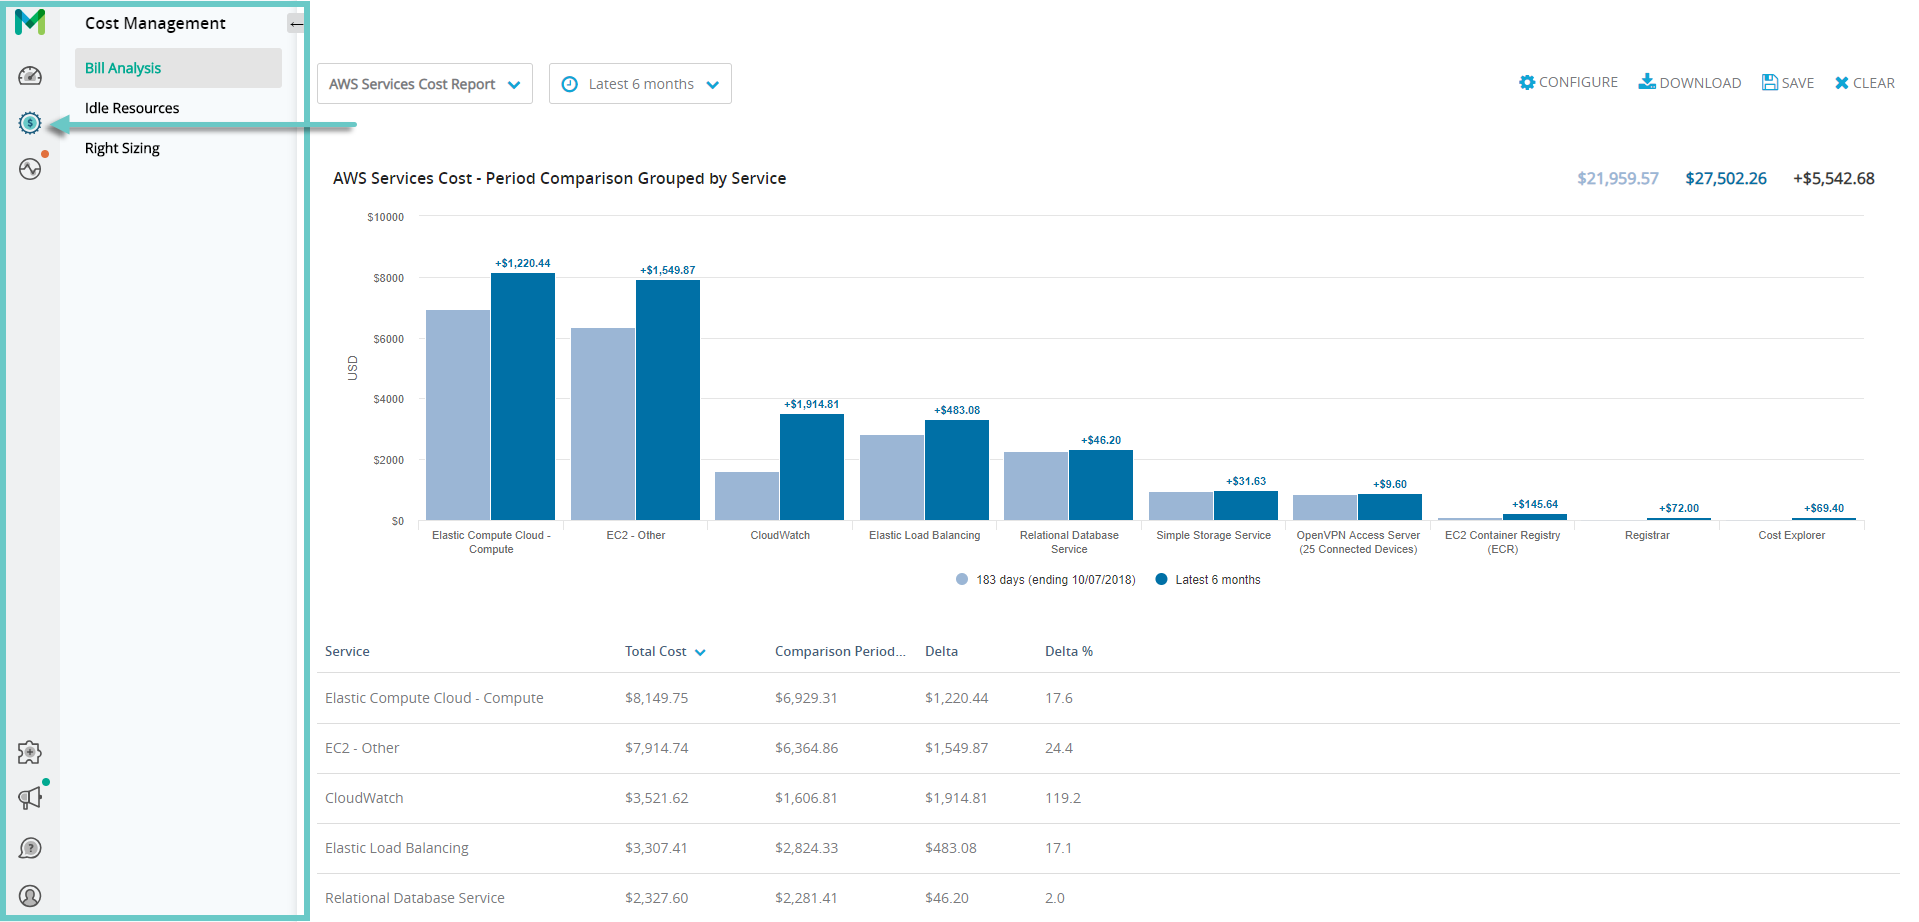 Cost Management
Bill Analysis
Idle Resources
Right Sizing
AWS Services Cost Report
Latest 6 months
CONFIGURE
DOWNLOAD
SAVE
CLEAR
AWS Services Cost - Period Comparison Grouped by Service
$21,959.57 $27,502.26 +$5,542.68
USD
$10000
$8000
$6000
$4000
$2000
$0
+$1,220.44
+$1,549.87
+$1,914.81
+$483.08
+$46.20
+$31.63
+$9.60
+$145.64
+$72.00
+$69.40
Elastic Compute Cloud -
Compute
EC2 - Other
CloudWatch
Elastic Load Balancing
Relational Database
Service
Simple Storage Service
OpenVPN Access Server
(25 Connected Devices)
EC2 Container Registry
(ECR)
Registrar
Cost Explorer
183 days (ending 10/07/2018) Latest 6 months
Service Total Cost Comparison Period... Delta Delta %
Elastic Compute Cloud - Compute $8,149.75 $6,929.31 $1,220.44 17.6
EC2 - Other $7,914.74 $6,364.86 $1,549.87 24.4
CloudWatch $3,521.62 $1,606.81 $1,914.81 119.2
Elastic Load Balancing $3,307.41 $2,824.33 $483.08 17.1
Relational Database Service $2,327.60 $2,281.41 $46.20 2.0